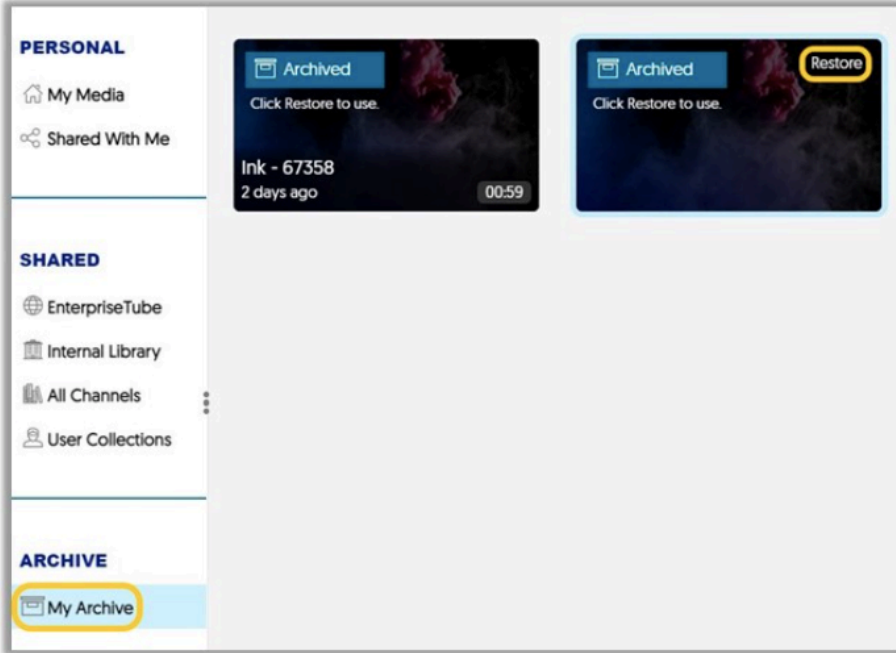 PERSONAL
My Media
Shared With Me
SHARED
EnterpriseTube
Internal Library
All Channels
User Collections
ARCHIVE
My Archive
Archived
Click Restore to use.
Ink - 67358
2 days ago 00:59
Archived Restore
Click Restore to use.